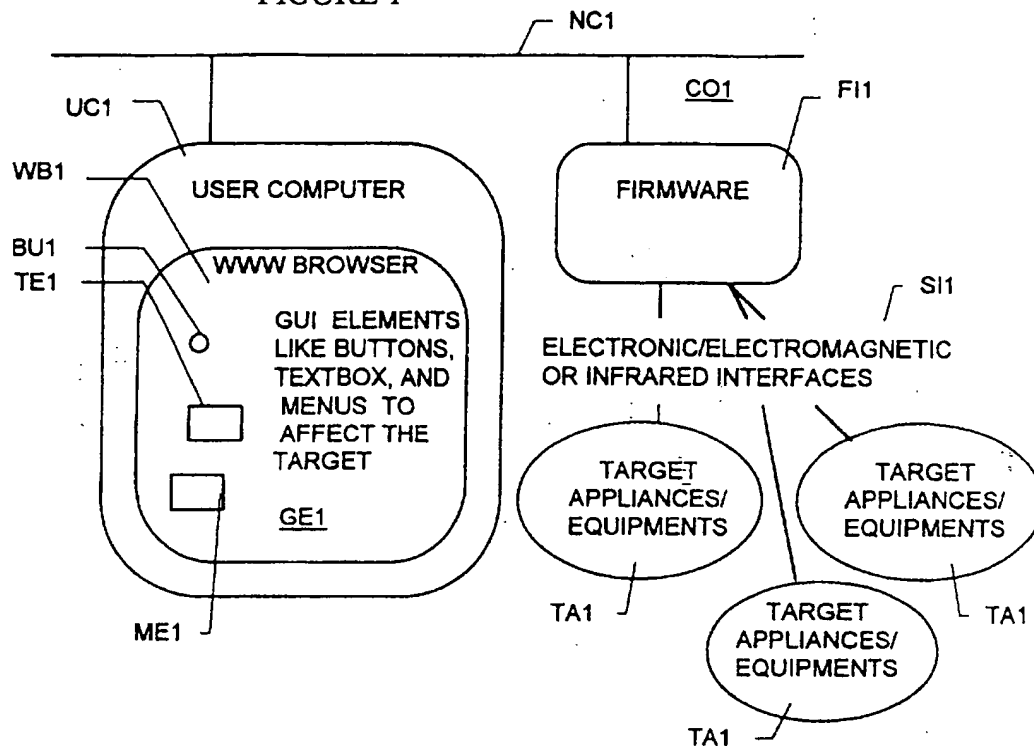 FIGURE 1
NC1
CO1
FI1
UC1
WB1
USER COMPUTER
FIRMWARE
BU1
TE1
WWW BROWSER
GUI ELEMENTS
LIKE BUTTONS,
TEXTBOX, AND
MENUS TO
AFFECT THE
TARGET
GE1
ME1
SI1
ELECTRONIC/ELECTROMAGNETIC
OR INFRARED INTERFACES
TARGET
APPLIANCES/
EQUIPMENTS
TA1
TARGET
APPLIANCES/
EQUIPMENTS
TA1
TARGET
APPLIANCES/
EQUIPMENTS
TA1